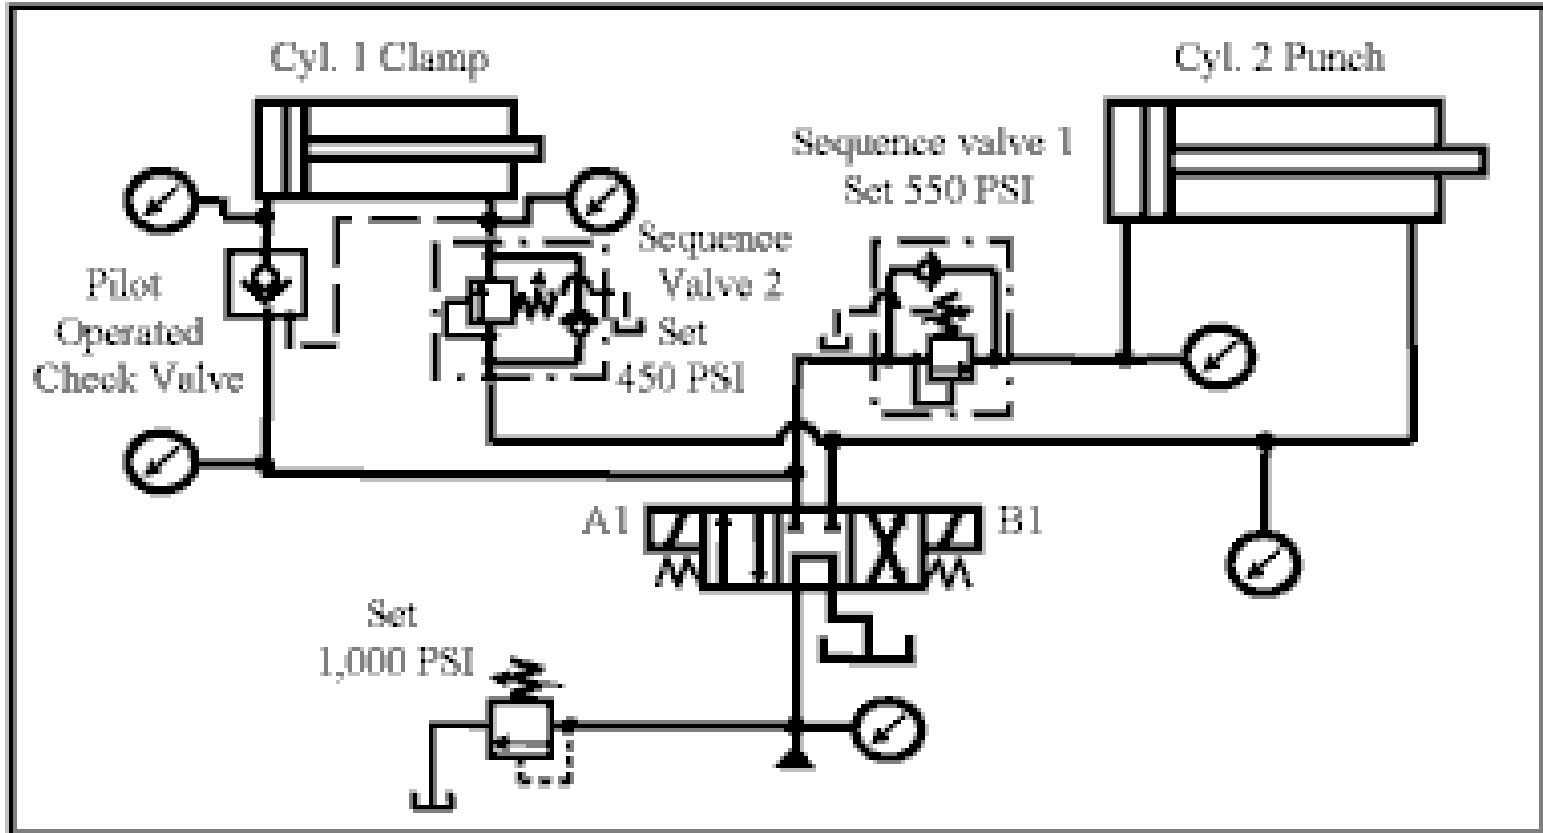 Cyl. 1 Clamp
Cyl. 2 Punch
Sequence valve 1
Set 550 PSI
Sequence
Valve 2
Set
450 PSI
Pilot
Operated
Check Valve
A1
B1
Set
1,000 PSI